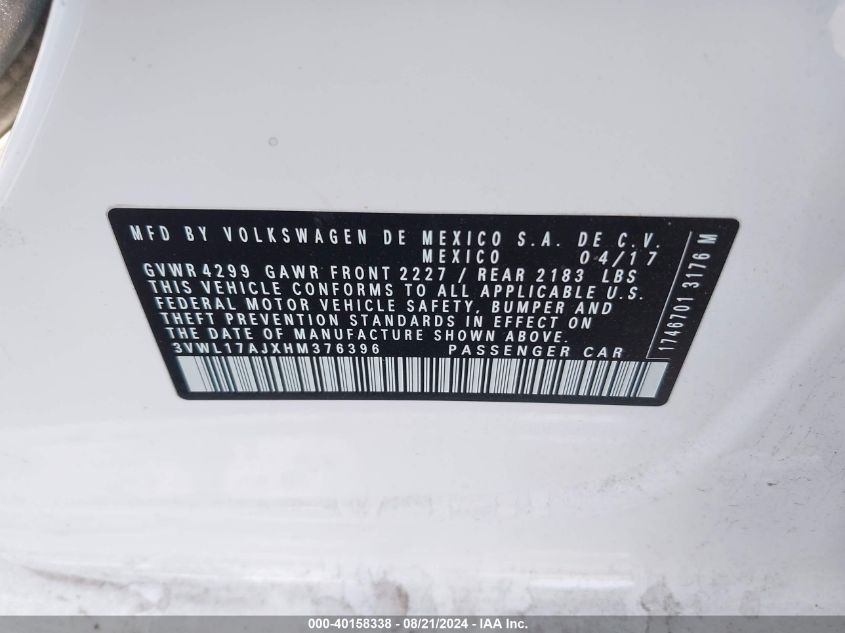 MFD BY VOLKSWAGEN DE MEXICO S.A. DE C.V.
MEXICO 04/17
GVWR 4299 GAWR FRONT 2227 / REAR 2183 LBS
THIS VEHICLE CONFORMS TO ALL APPLICABLE U.S.
FEDERAL MOTOR VEHICLE SAFETY, BUMPER AND
THEFT PREVENTION STANDARDS IN EFFECT ON
THE DATE OF MANUFACTURE SHOWN ABOVE.
3VWL17AJXHM376396 PASSENGER CAR
1746701 3176 M
000-40158338 - 08/21/2024 - IAA Inc.